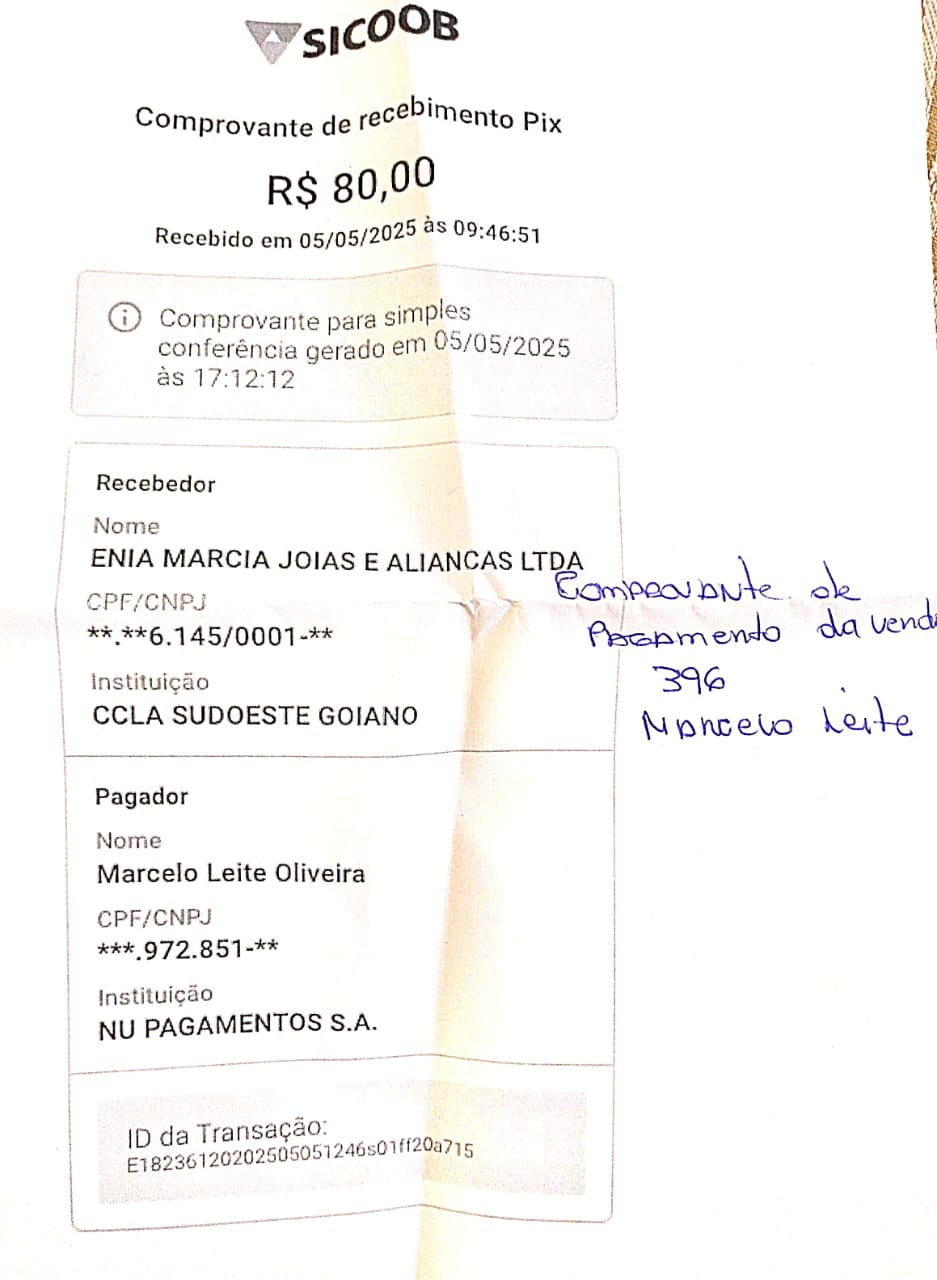 SICOOB
Comprovante de recebimento Pix
R$ 80,00
Recebido em 05/05/2025 às 09:46:51
Comprovante para simples
conferência gerado em 05/05/2025
às 17:12:12
Recebedor
Nome
ENIA MARCIA JOIAS E ALIANCAS LTDA
CPF/CNPJ
**.**6.145/0001-**
Instituição
CCLA SUDOESTE GOIANO
Comprovante de
Pagamento da venda
396
Marcelo Leite
Pagador
Nome
Marcelo Leite Oliveira
CPF/CNPJ
***.972.851-**
Instituição
NU PAGAMENTOS S.A.
ID da Transação:
E18236120202505051246s01ff20a715